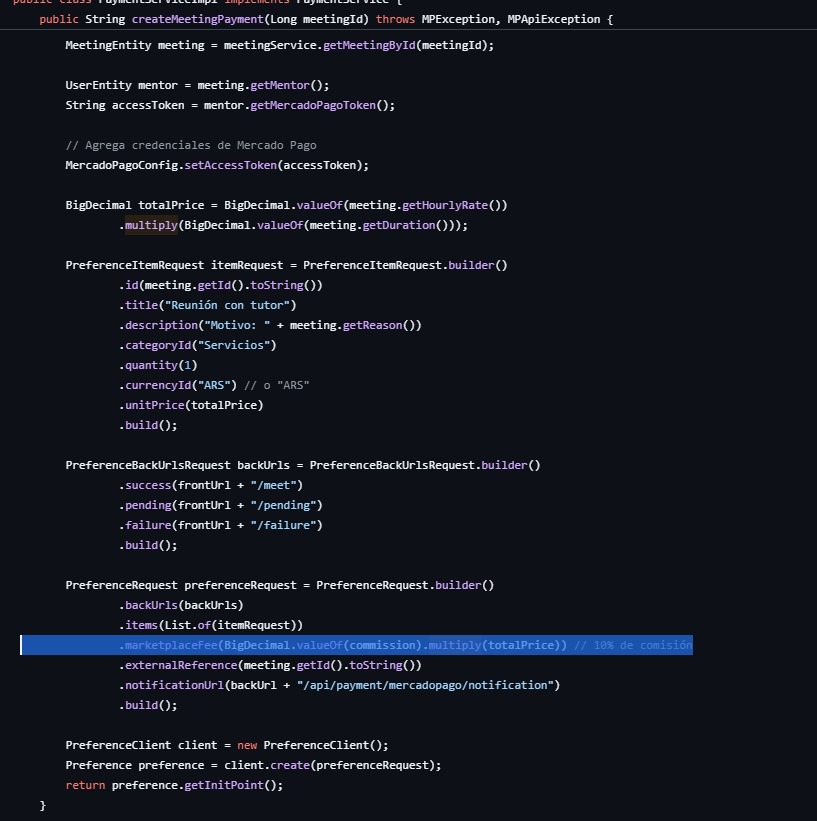 public class PaymentServiceImpl implements PaymentService {
    public String createMeetingPayment(Long meetingId) throws MPException, MPApiException {
        MeetingEntity meeting = meetingService.getMeetingById(meetingId);

        UserEntity mentor = meeting.getMentor();
        String accessToken = mentor.getMercadoPagoToken();

        // Agrega credenciales de Mercado Pago
        MercadoPagoConfig.setAccessToken(accessToken);

        BigDecimal totalPrice = BigDecimal.valueOf(meeting.getHourlyRate())
                .multiply(BigDecimal.valueOf(meeting.getDuration()));

        PreferenceItemRequest itemRequest = PreferenceItemRequest.builder()
                .id(meeting.getId().toString())
                .title("Reunión con tutor")
                .description("Motivo: " + meeting.getReason())
                .categoryId("Servicios")
                .quantity(1)
                .currencyId("ARS") // o "ARS"
                .unitPrice(totalPrice)
                .build();

        PreferenceBackUrlsRequest backUrls = PreferenceBackUrlsRequest.builder()
                .success(frontUrl + "/meet")
                .pending(frontUrl + "/pending")
                .failure(frontUrl + "/failure")
                .build();

        PreferenceRequest preferenceRequest = PreferenceRequest.builder()
                .backUrls(backUrls)
                .items(List.of(itemRequest))
                .marketplaceFee(BigDecimal.valueOf(commission).multiply(totalPrice)) // 10% de comisión
                .externalReference(meeting.getId().toString())
                .notificationUrl(backUrl + "/api/payment/mercadopago/notification")
                .build();

        PreferenceClient client = new PreferenceClient();
        Preference preference = client.create(preferenceRequest);
        return preference.getInitPoint();
    }